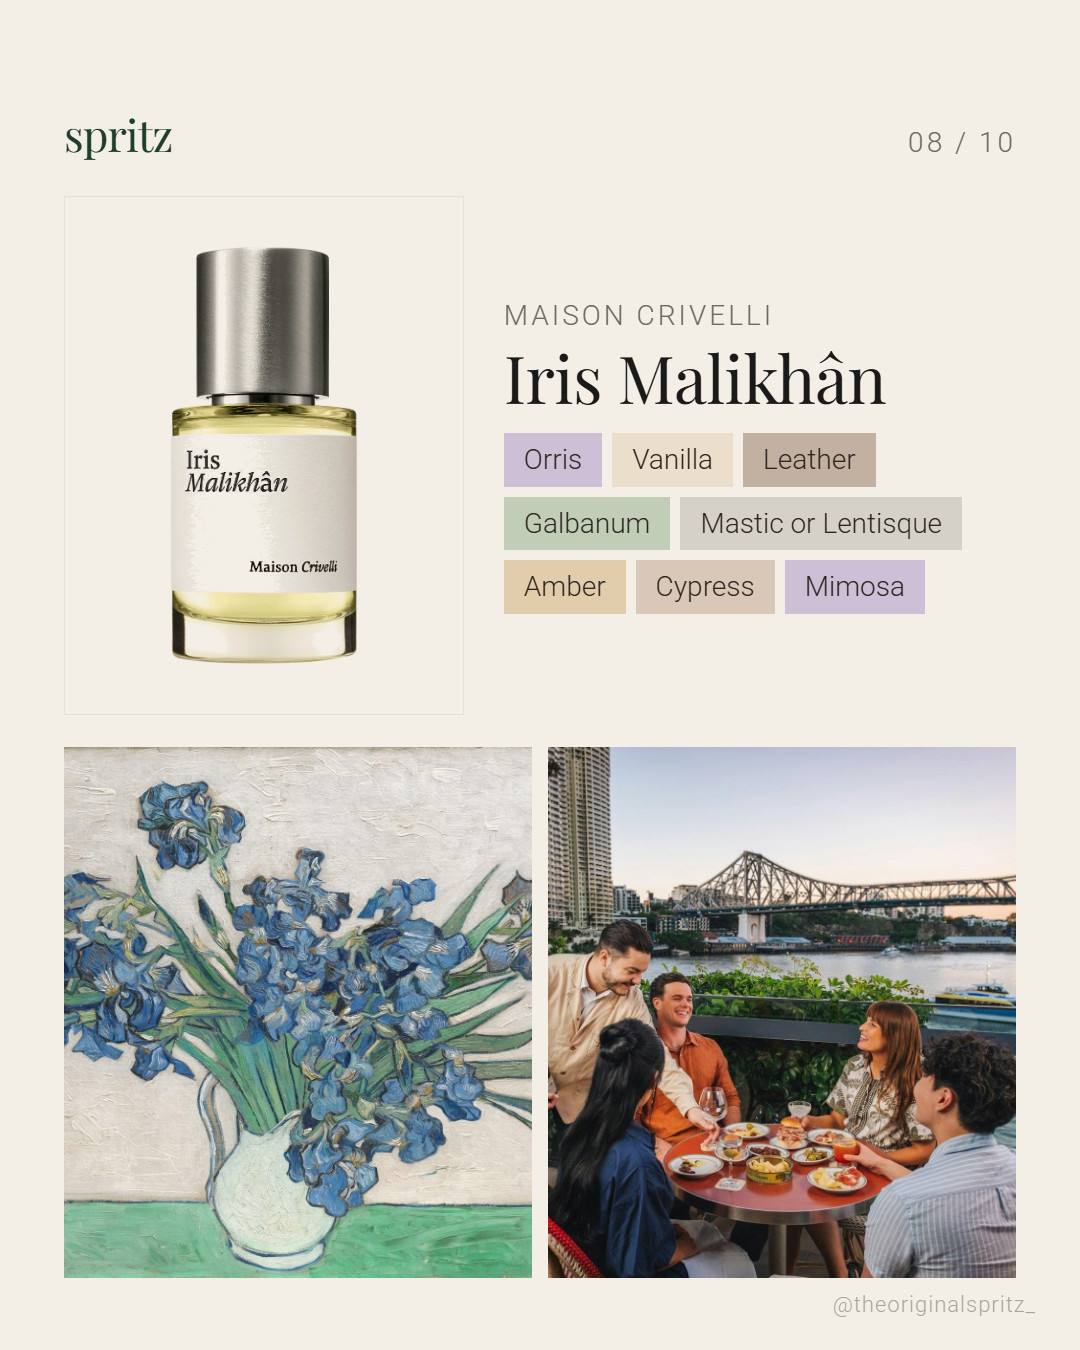 spritz
08 / 10
Iris
Malikhân
Maison Crivelli
MAISON CRIVELLI
Iris Malikhân
Orris Vanilla Leather
Galbanum Mastic or Lentisque
Amber Cypress Mimosa
@theoriginalspritz_